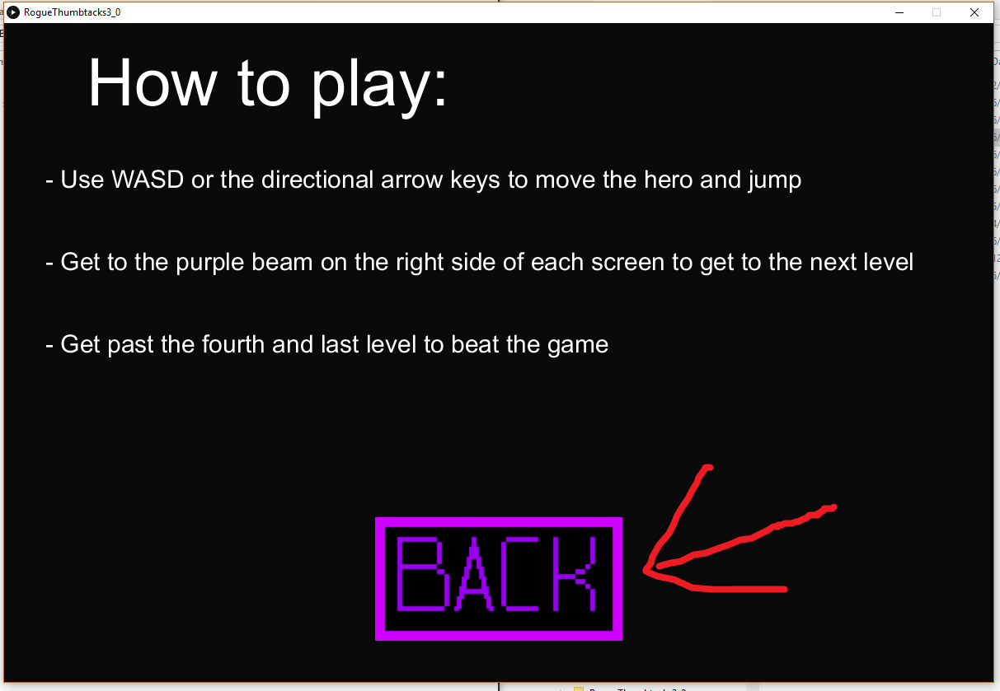 RogueThumbtacks3_0
How to play:
- Use WASD or the directional arrow keys to move the hero and jump
- Get to the purple beam on the right side of each screen to get to the next level
- Get past the fourth and last level to beat the game
BACK